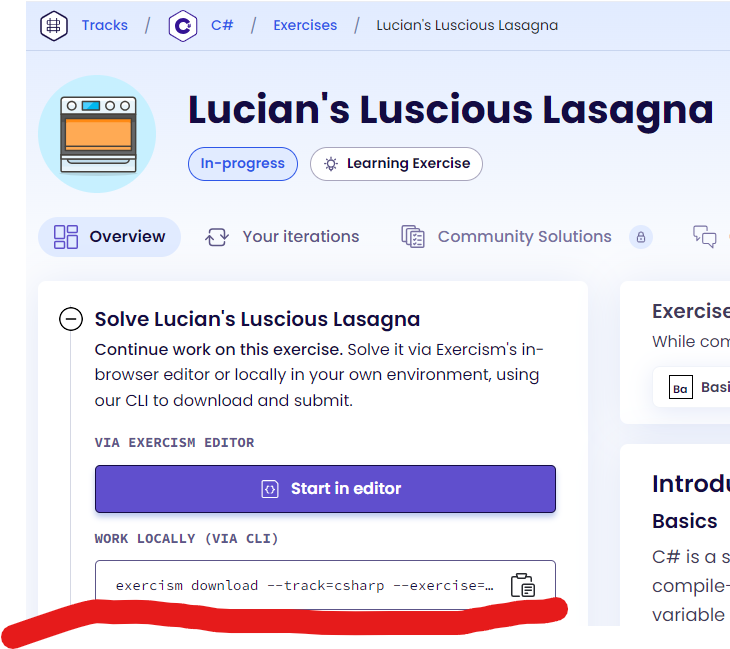 Tracks / C# / Exercises / Lucian's Luscious Lasagna
Lucian's Luscious Lasagna
In-progress Learning Exercise
Overview Your iterations Community Solutions
Solve Lucian's Luscious Lasagna
Continue work on this exercise. Solve it via Exercism's in-
browser editor or locally in your own environment, using
our CLI to download and submit.
VIA EXERCISM EDITOR
Start in editor
WORK LOCALLY (VIA CLI)
exercism download --track=csharp --exercise=…
Exercise
While com
Ba Basi
Introdu
Basics
C# is a s
compile-
variable